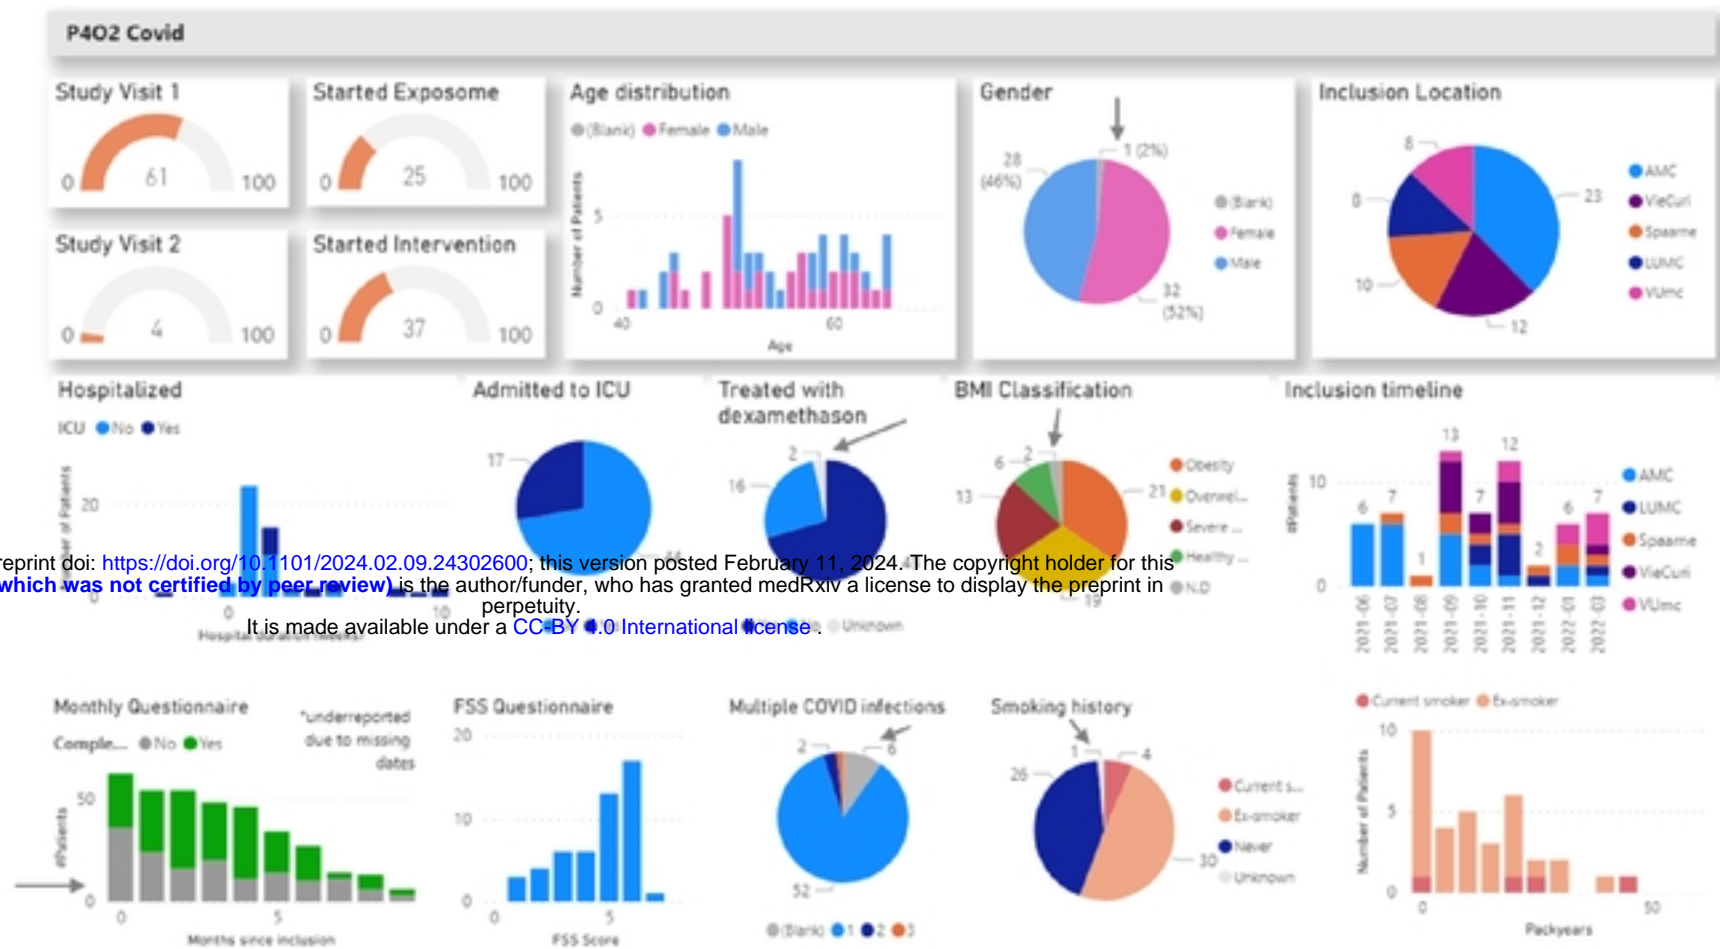 P4O2 Covid
Study Visit 1
0 61 100
Started Exposome
0 25 100
Age distribution
(Blank) Female Male
Number of Patients
5
0
40 60
Age
Gender
1 (2%)
28
(46%)
32
(52%)
(Blank)
Female
Male
Inclusion Location
8
8
10
12
23
AMC
VieCuri
Spaarne
LUMC
VUmc
Study Visit 2
0 4 100
Started Intervention
0 37 100
Hospitalized
ICU No Yes
20
0 10
Admitted to ICU
17
Treated with
dexamethason
2
16
Unknown
BMI Classification
2
6
13
21
19
Obesity
Overwei...
Severe ...
Healthy ...
N.D
Inclusion timeline
#Patients
10
0
6 7 1 13 7 12 2 6 7
2021-06 2021-07 2021-08 2021-09 2021-10 2021-11 2021-12 2022-01 2022-03
AMC
LUMC
Spaarne
VieCuri
VUmc
reprint doi: https://doi.org/10.1101/2024.02.09.24302600; this version posted February 11, 2024. The copyright holder for this
which was not certified by peer review) is the author/funder, who has granted medRxiv a license to display the preprint in
perpetuity.
It is made available under a CC-BY 4.0 International license .
Monthly Questionnaire
*underreported
due to missing
dates
Comple... No Yes
#Patients
50
0
0 5
Months since inclusion
FSS Questionnaire
20
10
0
0 5
FSS Score
Multiple COVID infections
2
6
52
(Blank) 1 2 3
Smoking history
1
4
26
30
Current s...
Ex-smoker
Never
Unknown
Current smoker Ex-smoker
Number of Patients
10
5
0
0 50
Packyears